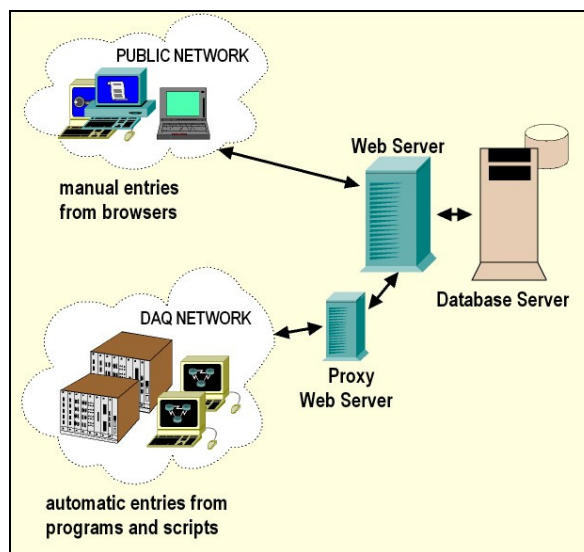 PUBLIC NETWORK
manual entries
from browsers
Web Server
Database Server
DAQ NETWORK
Proxy
Web Server
automatic entries from
programs and scripts